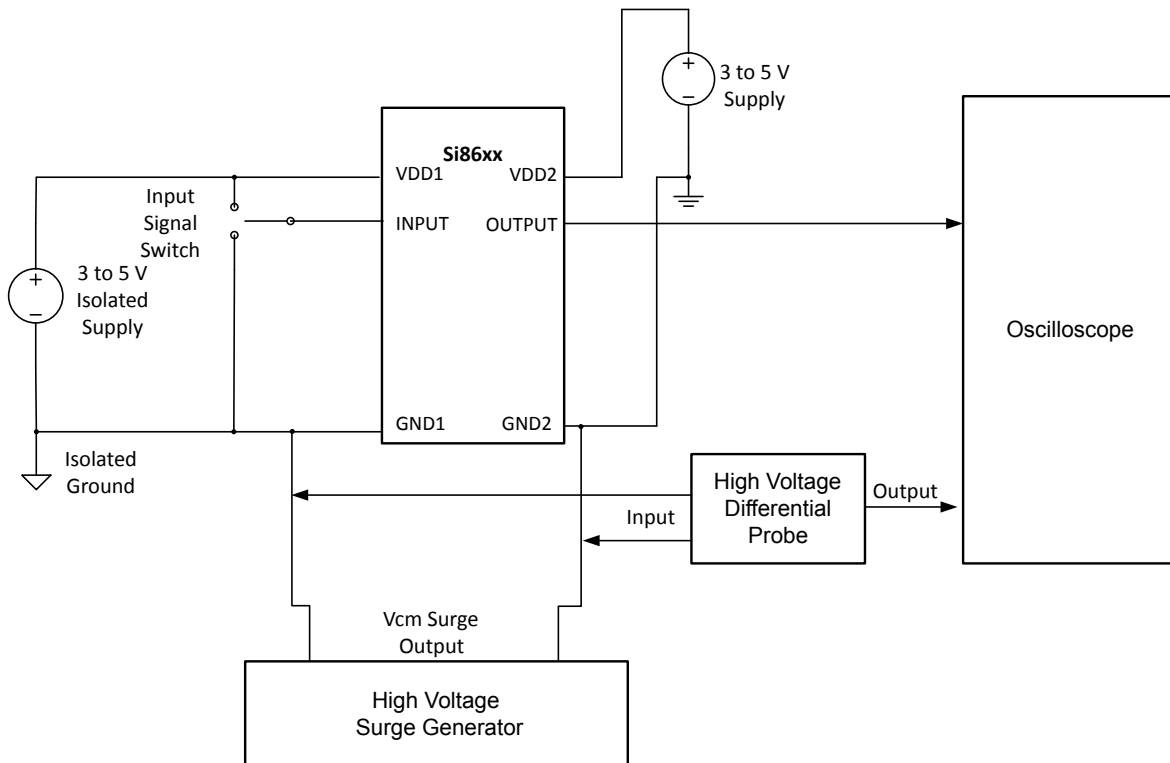 3 to 5 V
Supply
Si86xx
VDD1
VDD2
Input
Signal
Switch
INPUT
OUTPUT
3 to 5 V
Isolated
Supply
Oscilloscope
GND1
GND2
Isolated
Ground
High Voltage
Differential
Probe
Output
Input
Vcm Surge
Output
High Voltage
Surge Generator